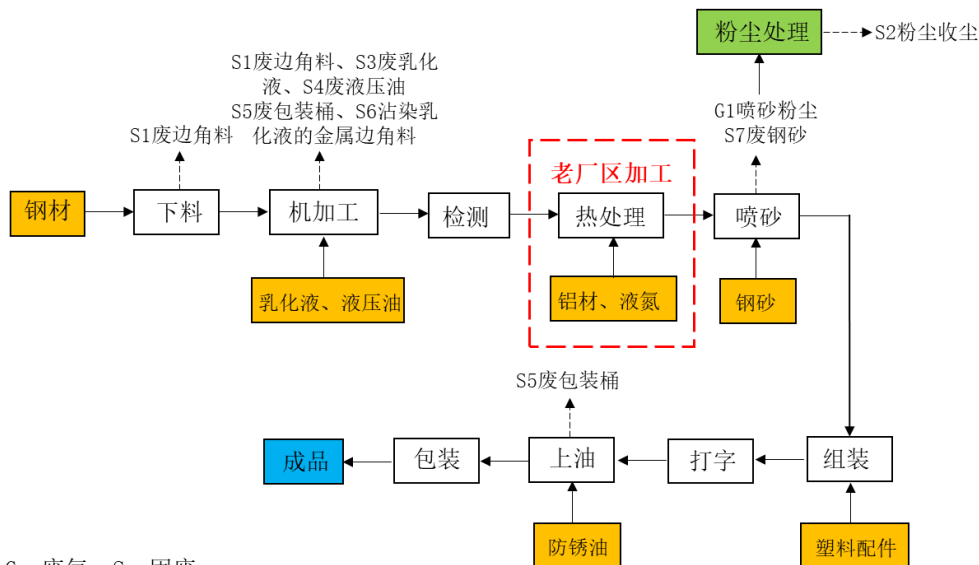 粉尘处理
S2粉尘收尘
S1废边角料、S3废乳化
液、S4废液压油
S5废包装桶、S6沾染乳
化液的金属边角料
G1喷砂粉尘
S7废钢砂
S1废边角料
老厂区加工
钢材
下料
机加工
检测
热处理
喷砂
乳化液、液压油
铝材、液氮
钢砂
S5废包装桶
成品
包装
上油
打字
组装
防锈油
塑料配件